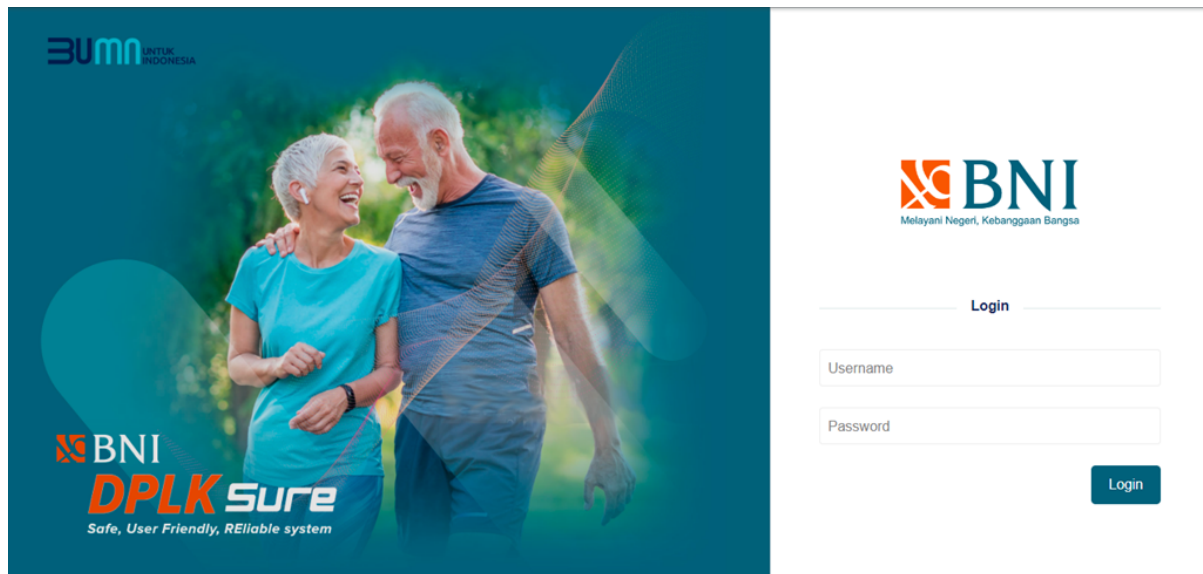 BUMN UNTUK
INDONESIA
BNI
DPLK Sure
Safe, User Friendly, REliable system
BNI
Melayani Negeri, Kebanggaan Bangsa
Login
Username
Password
Login